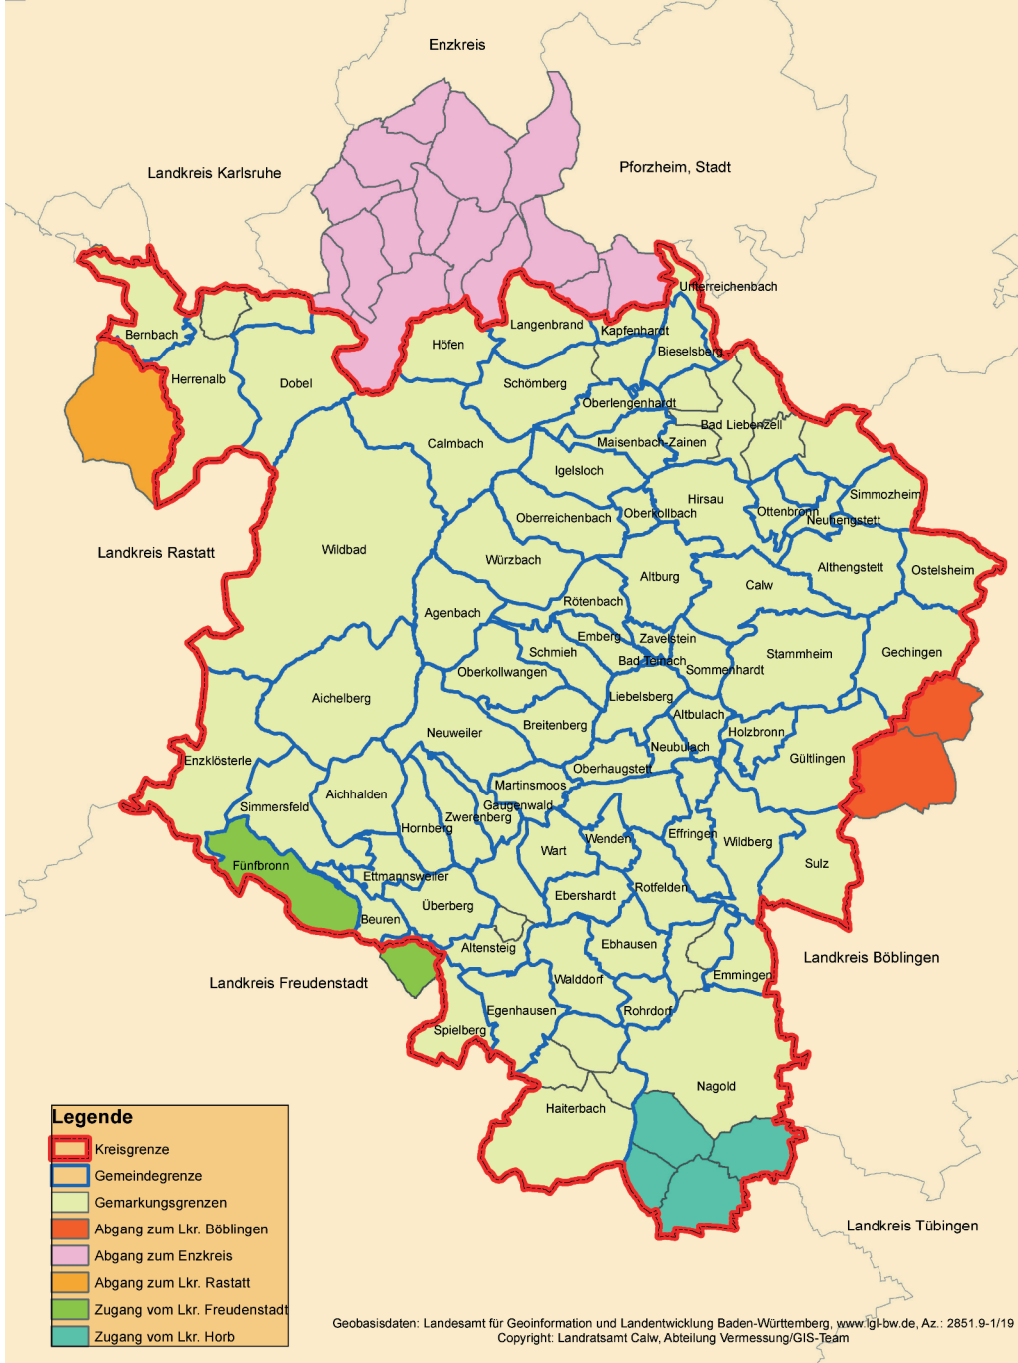 Enzkreis
Landkreis Karlsruhe
Pforzheim, Stadt
Unterreichenbach
Langenbrand
Kapfenhardt
Bernbach
Höfen
Bieselsberg
Herrenalb
Dobel
Schömberg
Oberlengenhardt
Bad Liebenzell
Calmbach
Maisenbach-Zainen
Igelsloch
Hirsau
Simmozheim
Oberreichenbach
Oberkollbach
Ottenbronn
Neuhengstett
Landkreis Rastatt
Wildbad
Würzbach
Altburg
Calw
Althengstett
Ostelsheim
Rötenbach
Agenbach
Emberg
Zavelstein
Schmieh
Bad Teinach
Stammheim
Gechingen
Oberkollwangen
Sommenhardt
Aichelberg
Liebelsberg
Altbulach
Breitenberg
Neuweiler
Holzbronn
Neubulach
Enzklösterle
Gültlingen
Oberhaugstett
Martinsmoos
Aichhalden
Simmersfeld
Gaugenwald
Zwerenberg
Hornberg
Effringen
Wenden
Wildberg
Wart
Fünfbronn
Sulz
Ettmannsweiler
Rotfelden
Ebershardt
Überberg
Beuren
Altensteig
Ebhausen
Landkreis Böblingen
Landkreis Freudenstadt
Walddorf
Emmingen
Egenhausen
Rohrdorf
Spielberg
Nagold
Haiterbach
Legende
Kreisgrenze
Gemeindegrenze
Gemarkungsgrenzen
Abgang zum Lkr. Böblingen
Abgang zum Enzkreis
Abgang zum Lkr. Rastatt
Zugang vom Lkr. Freudenstadt
Zugang vom Lkr. Horb
Landkreis Tübingen
Geobasisdaten: Landesamt für Geoinformation und Landentwicklung Baden-Württemberg, www.lgl-bw.de, Az.: 2851.9-1/19
Copyright: Landratsamt Calw, Abteilung Vermessung/GIS-Team